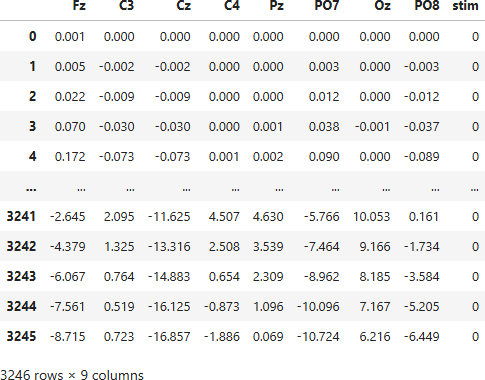 Fz C3 Cz C4 Pz PO7 Oz PO8 stim
0 0.001 0.000 0.000 0.000 0.000 0.000 0.000 0.000 0
1 0.005 -0.002 -0.002 0.000 0.000 0.003 0.000 -0.003 0
2 0.022 -0.009 -0.009 0.000 0.000 0.012 0.000 -0.012 0
3 0.070 -0.030 -0.030 0.000 0.001 0.038 -0.001 -0.037 0
4 0.172 -0.073 -0.073 0.001 0.002 0.090 0.000 -0.089 0
... ... ... ... ... ... ... ... ... ...
3241 -2.645 2.095 -11.625 4.507 4.630 -5.766 10.053 0.161 0
3242 -4.379 1.325 -13.316 2.508 3.539 -7.464 9.166 -1.734 0
3243 -6.067 0.764 -14.883 0.654 2.309 -8.962 8.185 -3.584 0
3244 -7.561 0.519 -16.125 -0.873 1.096 -10.096 7.167 -5.205 0
3245 -8.715 0.723 -16.857 -1.886 0.069 -10.724 6.216 -6.449 0
3246 rows × 9 columns